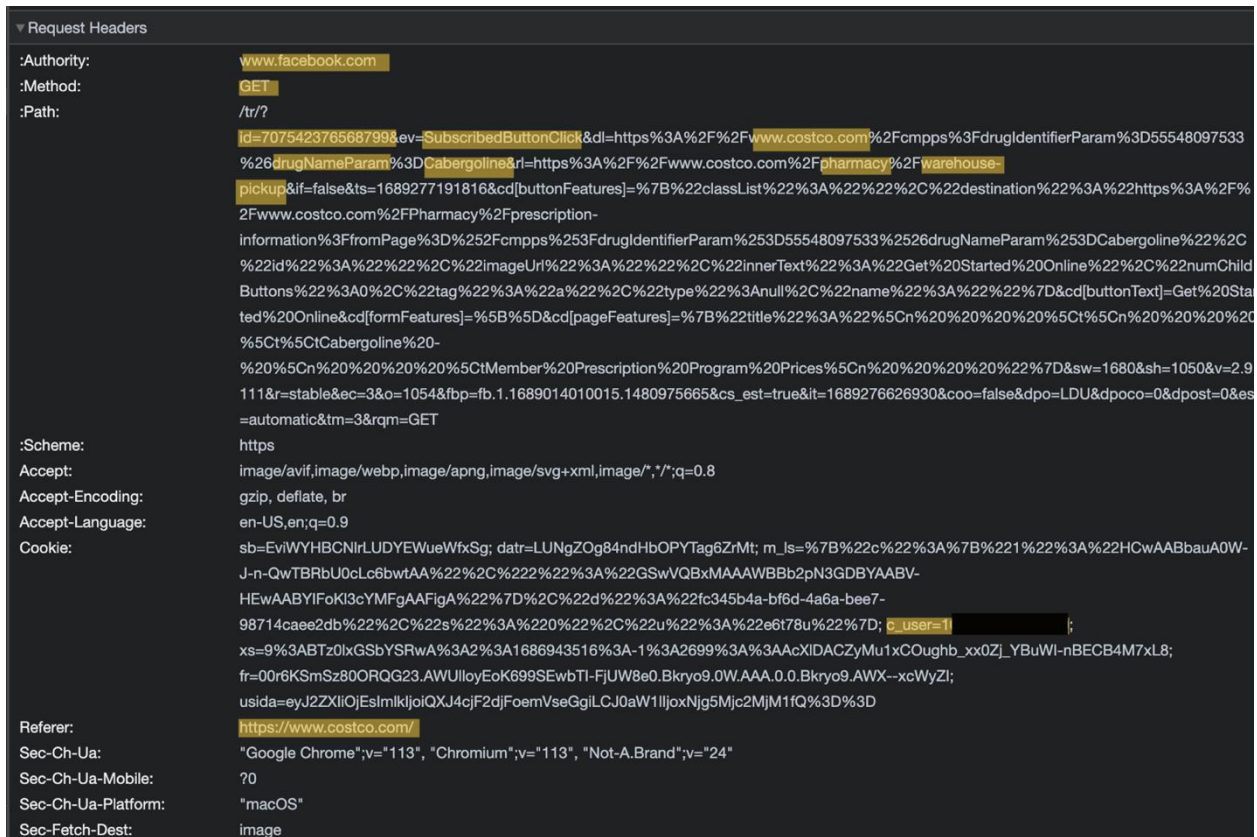 Request Headers
:Authority: www.facebook.com
:Method: GET
:Path: /tr/?
id=707542376568799&ev=SubscribedButtonClick&dl=https%3A%2F%2Fwww.costco.com%2Fcmpps%3FdrugIdentifierParam%3D55548097533
%26drugNameParam%3DCabergoline&rl=https%3A%2F%2Fwww.costco.com%2Fpharmacy%2Fwarehouse-
pickup&if=false&ts=1689277191816&cd[buttonFeatures]=%7B%22classList%22%3A%22%22%2C%22destination%22%3A%22https%3A%2F%
2Fwww.costco.com%2FPharmacy%2Fprescription-
information%3FfromPage%3D%252Fcmpps%253FdrugIdentifierParam%253D55548097533%2526drugNameParam%253DCabergoline%22%2C
%22id%22%3A%22%22%2C%22imageUrl%22%3A%22%22%2C%22innerText%22%3A%22Get%20Started%20Online%22%2C%22numChild
Buttons%22%3A0%2C%22tag%22%3A%22a%22%2C%22type%22%3Anull%2C%22name%22%3A%22%22%7D&cd[buttonText]=Get%20Star
ted%20Online&cd[formFeatures]=%5B%5D&cd[pageFeatures]=%7B%22title%22%3A%22%5Cn%20%20%20%20%5Ct%5Cn%20%20%20%20
%5Ct%5CtCabergoline%20-
%20%5Cn%20%20%20%20%5CtMember%20Prescription%20Program%20Prices%5Cn%20%20%20%20%22%7D&sw=1680&sh=1050&v=2.9.
111&r=stable&ec=3&o=1054&fbp=fb.1.1689014010015.1480975665&cs_est=true&it=1689276626930&coo=false&dpo=LDU&dpoco=0&dpost=0&es
=automatic&tm=3&rqm=GET
:Scheme: https
Accept: image/avif,image/webp,image/apng,image/svg+xml,image/*,*/*;q=0.8
Accept-Encoding: gzip, deflate, br
Accept-Language: en-US,en;q=0.9
Cookie: sb=EviWYHBCNlrLUDYEWueWfxSg; datr=LUNgZOg84ndHbOPYTag6ZrMt; m_ls=%7B%22c%22%3A%7B%221%22%3A%22HCwAABbauA0W-
J-n-QwTBRbU0cLc6bwtAA%22%2C%222%22%3A%22GSwVQBxMAAAWBBb2pN3GDBYAABV-
HEwAABYIFoKl3cYMFgAAFigA%22%7D%2C%22d%22%3A%22fc345b4a-bf6d-4a6a-bee7-
98714caee2db%22%2C%22s%22%3A%220%22%2C%22u%22%3A%22e6t78u%22%7D; c_user=1 ;
xs=9%3ABTz0lxGSbYSRwA%3A2%3A1686943516%3A-1%3A2699%3A%3AAcXlDACZyMu1xCOughb_xx0Zj_YBuWl-nBECB4M7xL8;
fr=00r6KSmSz80ORQG23.AWUlloyEoK699SEwbTI-FjUW8e0.Bkryo9.0W.AAA.0.0.Bkryo9.AWX--xcWyZI;
usida=eyJ2ZXIiOjEsImlkIjoiQXJ4cjF2djFoemVseGgiLCJ0aW1lIjoxNjg5Mjc2MjM1fQ%3D%3D
Referer: https://www.costco.com/
Sec-Ch-Ua: "Google Chrome";v="113", "Chromium";v="113", "Not-A.Brand";v="24"
Sec-Ch-Ua-Mobile: ?0
Sec-Ch-Ua-Platform: "macOS"
Sec-Fetch-Dest: image